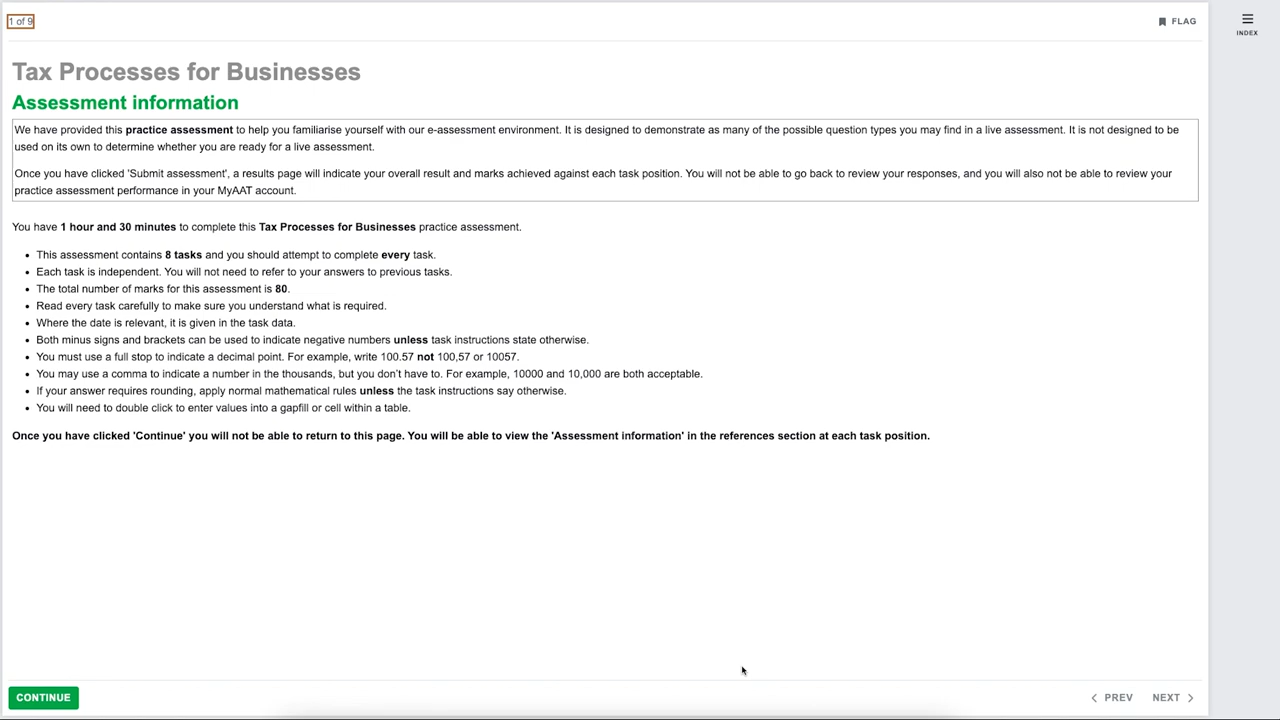 1 of 9
FLAG
INDEX
Tax Processes for Businesses
Assessment information
We have provided this practice assessment to help you familiarise yourself with our e-assessment environment. It is designed to demonstrate as many of the possible question types you may find in a live assessment. It is not designed to be
used on its own to determine whether you are ready for a live assessment.
Once you have clicked 'Submit assessment', a results page will indicate your overall result and marks achieved against each task position. You will not be able to go back to review your responses, and you will also not be able to review your
practice assessment performance in your MyAAT account.
You have 1 hour and 30 minutes to complete this Tax Processes for Businesses practice assessment.
• This assessment contains 8 tasks and you should attempt to complete every task.
• Each task is independent. You will not need to refer to your answers to previous tasks.
• The total number of marks for this assessment is 80.
• Read every task carefully to make sure you understand what is required.
• Where the date is relevant, it is given in the task data.
• Both minus signs and brackets can be used to indicate negative numbers unless task instructions state otherwise.
• You must use a full stop to indicate a decimal point. For example, write 100.57 not 100,57 or 10057.
• You may use a comma to indicate a number in the thousands, but you don't have to. For example, 10000 and 10,000 are both acceptable.
• If your answer requires rounding, apply normal mathematical rules unless the task instructions say otherwise.
• You will need to double click to enter values into a gapfill or cell within a table.
Once you have clicked 'Continue' you will not be able to return to this page. You will be able to view the 'Assessment information' in the references section at each task position.
CONTINUE
PREV
NEXT